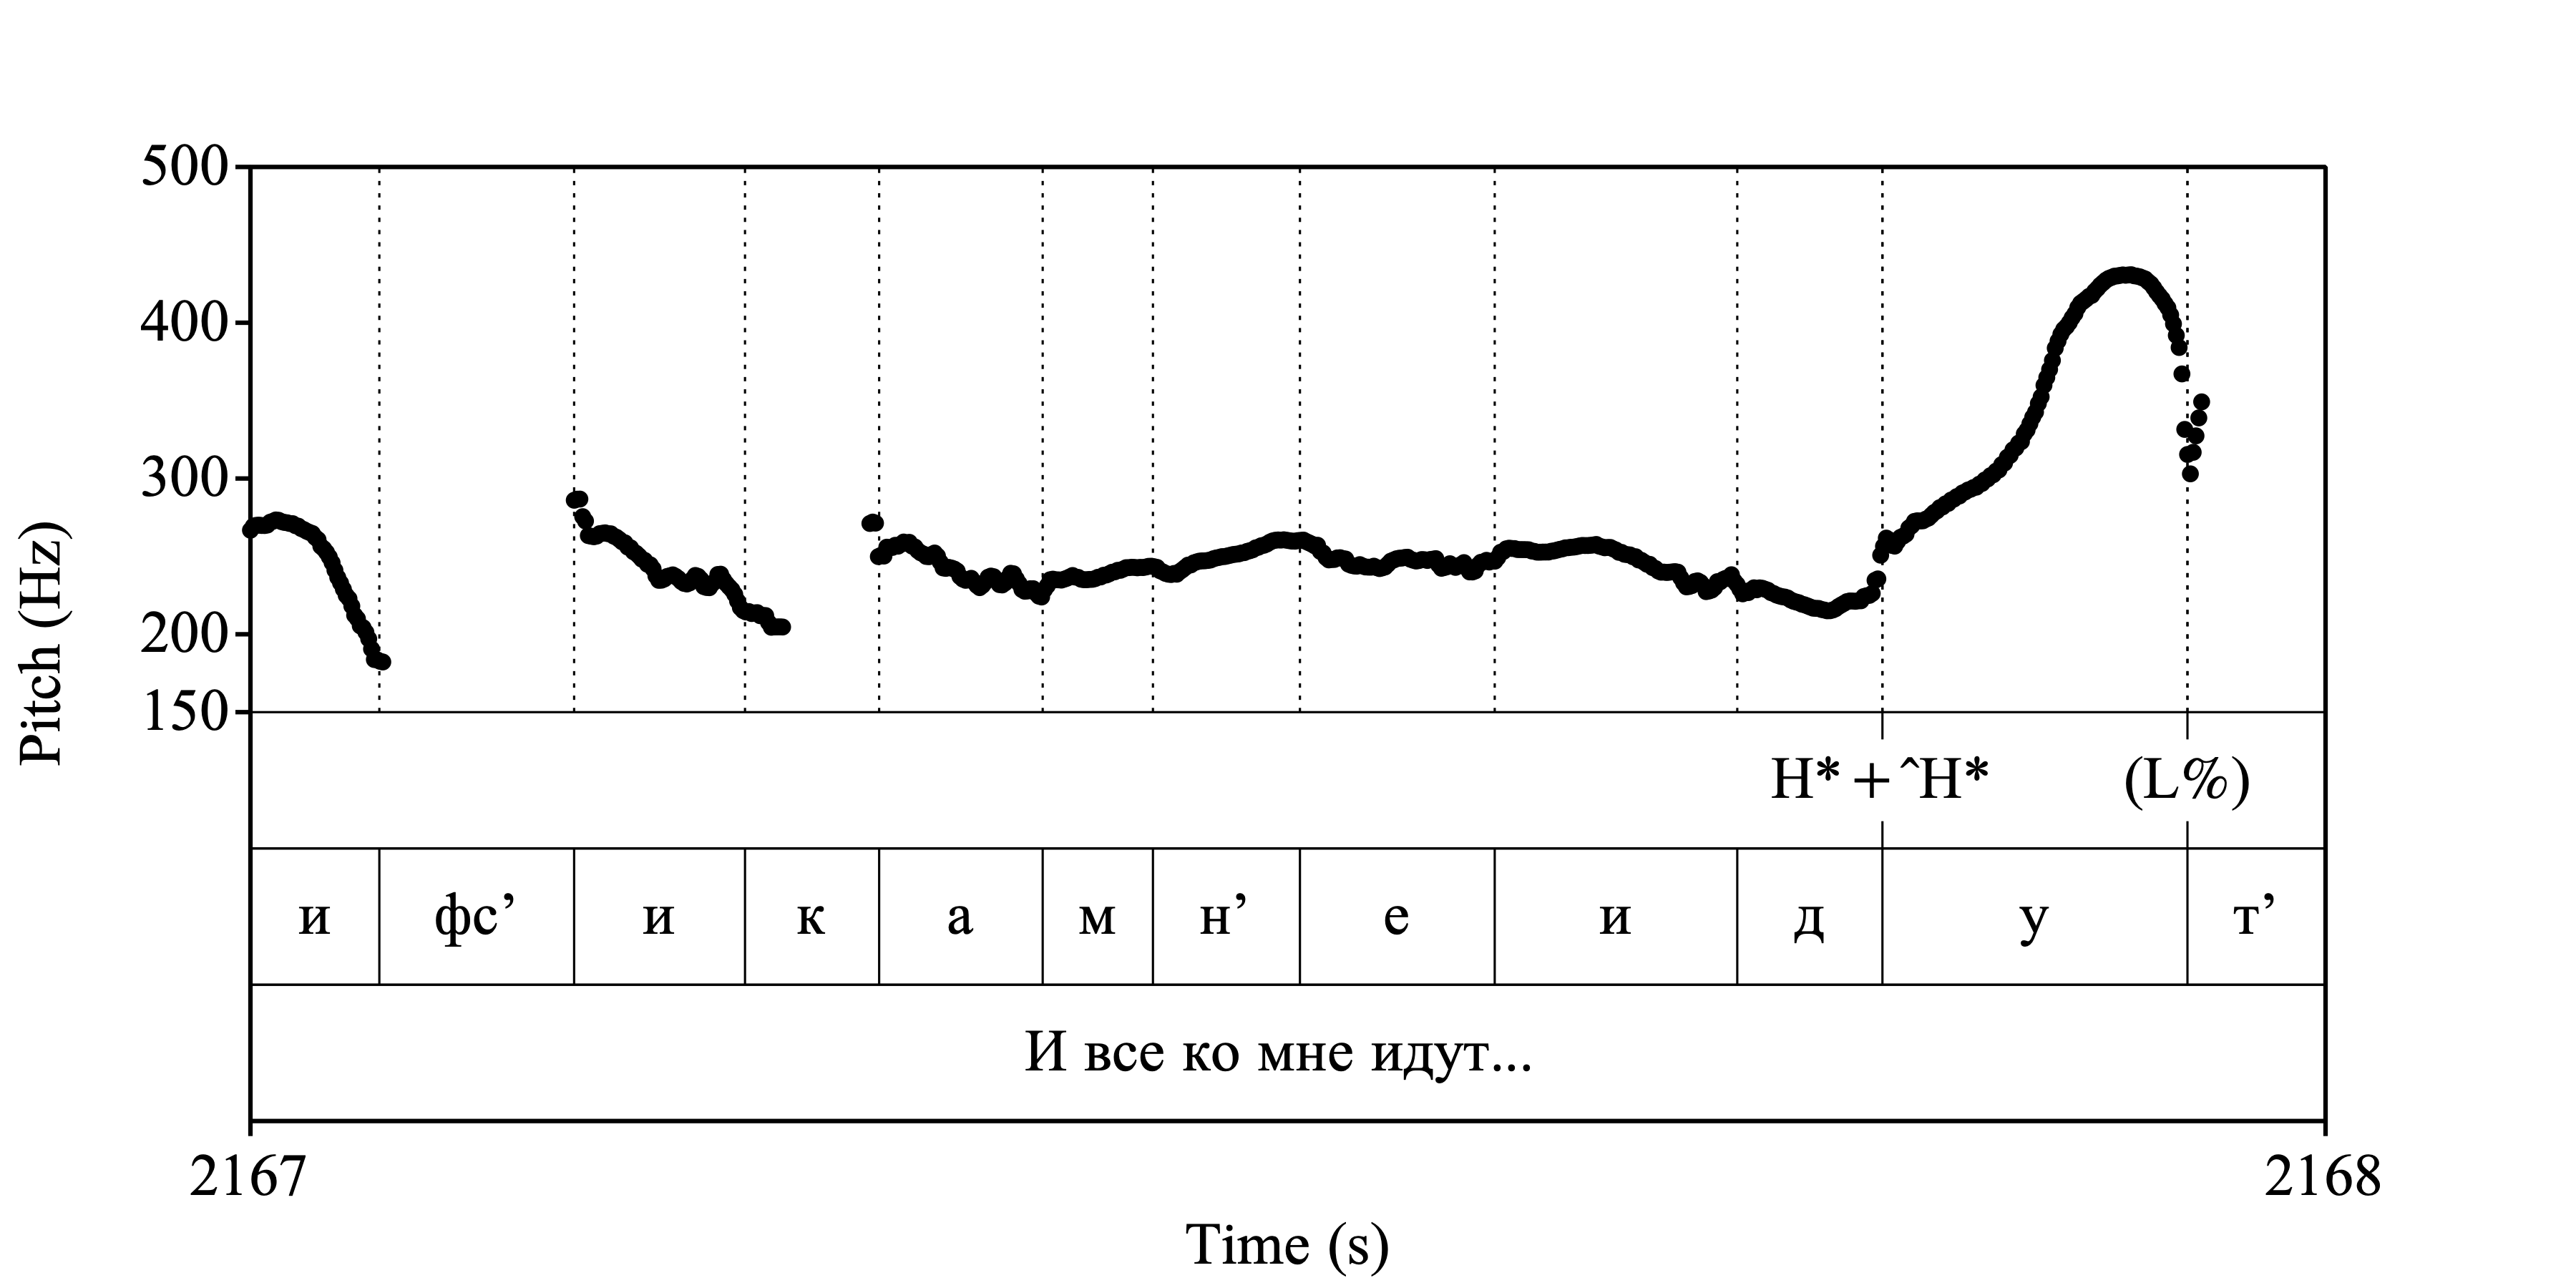 500
400
300
200
150
Pitch (Hz)
H* + ^H* (L%)
и фс’ и к а м н’ е и д у т’
И все ко мне идут...
2167 2168
Time (s)